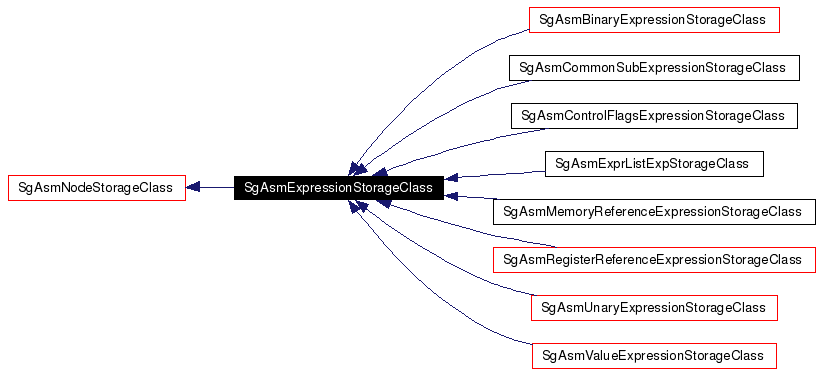 SgAsmBinaryExpressionStorageClass
SgAsmCommonSubExpressionStorageClass
SgAsmControlFlagsExpressionStorageClass
SgAsmExprListExpStorageClass
SgAsmNodeStorageClass
SgAsmExpressionStorageClass
SgAsmMemoryReferenceExpressionStorageClass
SgAsmRegisterReferenceExpressionStorageClass
SgAsmUnaryExpressionStorageClass
SgAsmValueExpressionStorageClass